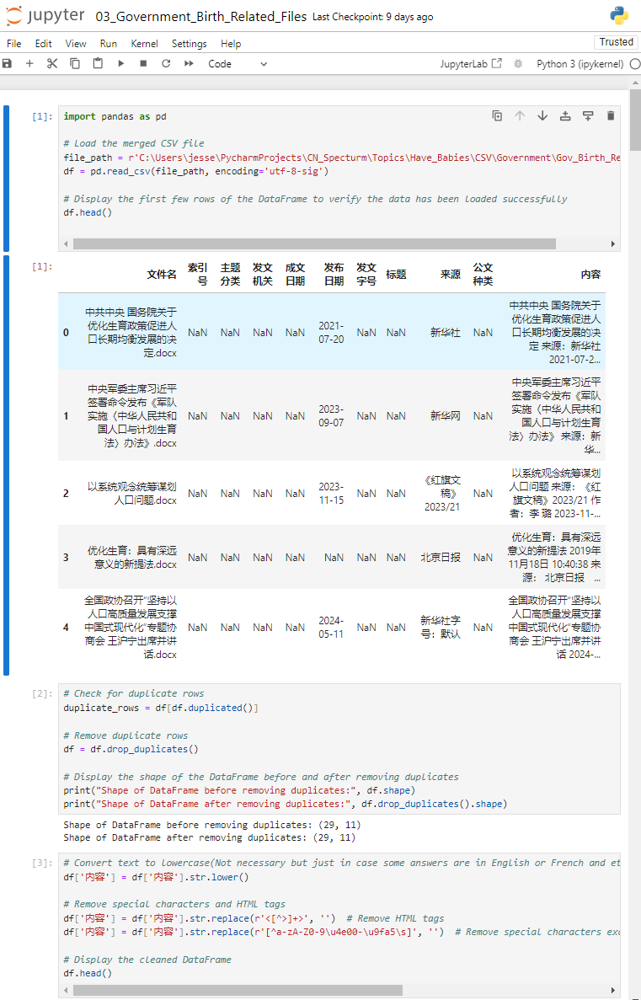 jupyter 03_Government_Birth_Related_Files Last Checkpoint: 9 days ago
File Edit View Run Kernel Settings Help Trusted
Code JupyterLab Python 3 (ipykernel)
[1]: import pandas as pd
# Load the merged CSV file
file_path = r'C:\Users\jesse\PycharmProjects\CN_Specturm\Topics\Have_Babies\CSV\Government\Gov_Birth_Re
df = pd.read_csv(file_path, encoding='utf-8-sig')
# Display the first few rows of the DataFrame to verify the data has been loaded successfully
df.head()
[1]:
文件名 索引号 主题分类 发文机关 成文日期 发布日期 发文字号 标题 来源 公文种类 内容
0 中共中央 国务院关于优化生育政策促进人口长期均衡发展的决定.docx NaN NaN NaN NaN 2021-07-20 NaN NaN 新华社 NaN 中共中央 国务院关于优化生育政策促进人口长期均衡发展的决定 来源：新华社 2021-07-2...
1 中央军委主席习近平签署命令发布《军队实施〈中华人民共和国人口与计划生育法〉办法》.docx NaN NaN NaN NaN 2023-09-07 NaN NaN 新华网 NaN 中央军委主席习近平签署命令发布《军队实施〈中华人民共和国人口与计划生育法〉办法》 来源：新华...
2 以系统观念统筹谋划人口问题.docx NaN NaN NaN NaN 2023-11-15 NaN NaN 《红旗文稿》2023/21 NaN 以系统观念统筹谋划人口问题 来源：《红旗文稿》2023/21 作者：李 璐 2023-11-...
3 优化生育：具有深远意义的新提法.docx NaN NaN NaN NaN NaN NaN NaN 北京日报 NaN 优化生育：具有深远意义的新提法 2019年11月18日 10:40:38 来源： 北京日报 ...
4 全国政协召开“坚持以人口高质量发展支撑中国式现代化”专题协商会 王沪宁出席并讲话.docx NaN NaN NaN NaN 2024-05-11 NaN NaN 新华社字号：默认 NaN 全国政协召开“坚持以人口高质量发展支撑中国式现代化”专题协商会 王沪宁出席并讲话 2024-...
[2]: # Check for duplicate rows
duplicate_rows = df[df.duplicated()]
# Remove duplicate rows
df = df.drop_duplicates()
# Display the shape of the DataFrame before and after removing duplicates
print("Shape of DataFrame before removing duplicates:", df.shape)
print("Shape of DataFrame after removing duplicates:", df.drop_duplicates().shape)
Shape of DataFrame before removing duplicates: (29, 11)
Shape of DataFrame after removing duplicates: (29, 11)
[3]: # Convert text to lowercase(Not necessary but just in case some answers are in English or French and et
df['内容'] = df['内容'].str.lower()
# Remove special characters and HTML tags
df['内容'] = df['内容'].str.replace(r'<[^>]+>', '') # Remove HTML tags
df['内容'] = df['内容'].str.replace(r'[^a-zA-Z0-9\u4e00-\u9fa5\s]', '') # Remove special characters exc
# Display the cleaned DataFrame
df.head()